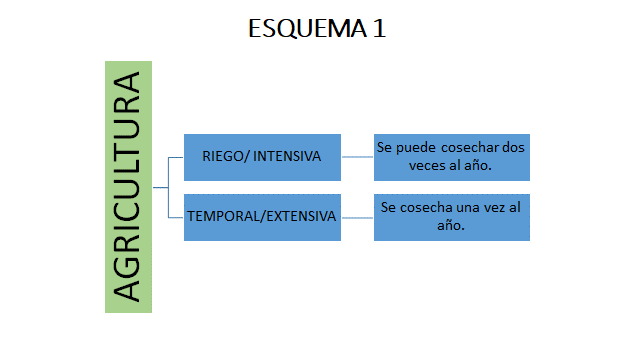 ESQUEMA 1
AGRICULTURA
RIEGO/ INTENSIVA
Se puede cosechar dos
veces al año.
TEMPORAL/EXTENSIVA
Se cosecha una vez al
año.